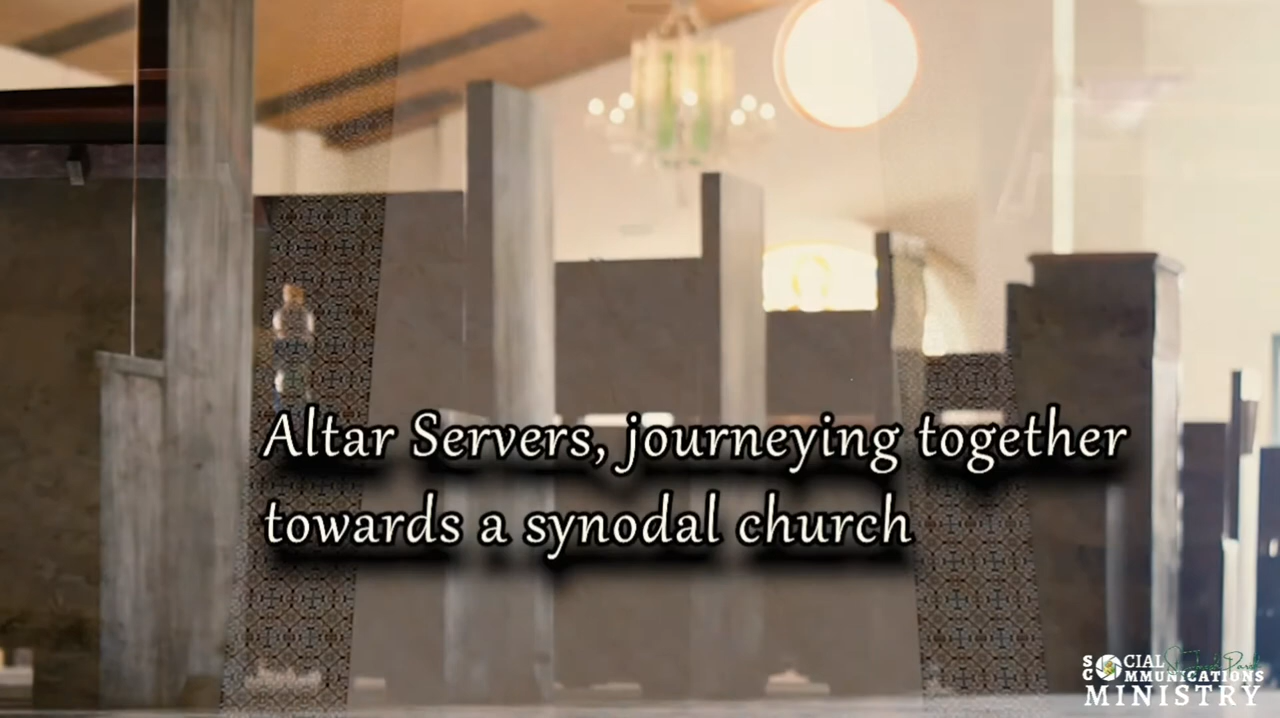 Altar Servers, journeying together
towards a synodal church
SOCIAL
COMMUNICATIONS
MINISTRY